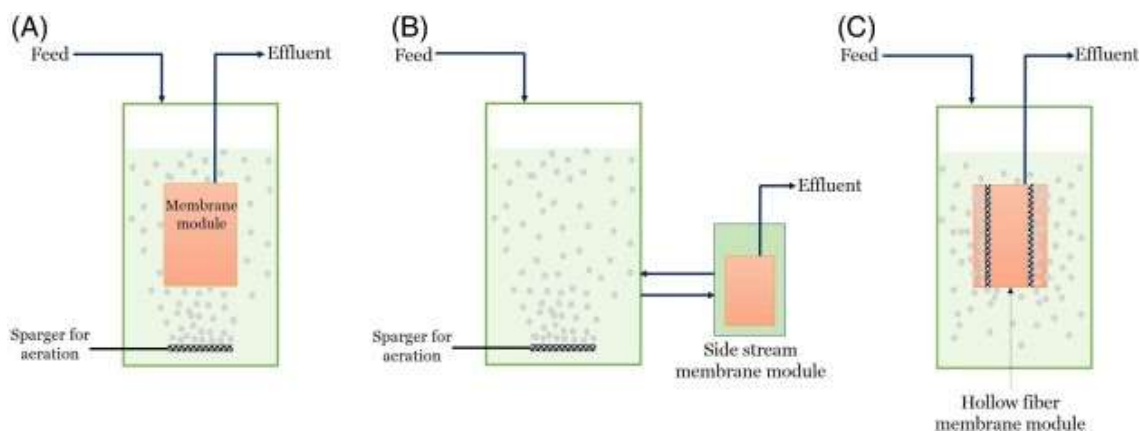 (A)
Feed
Effluent
Membrane
module
Sparger for
aeration
(B)
Feed
Effluent
Sparger for
aeration
Side stream
membrane module
(C)
Feed
Effluent
Hollow fiber
membrane module